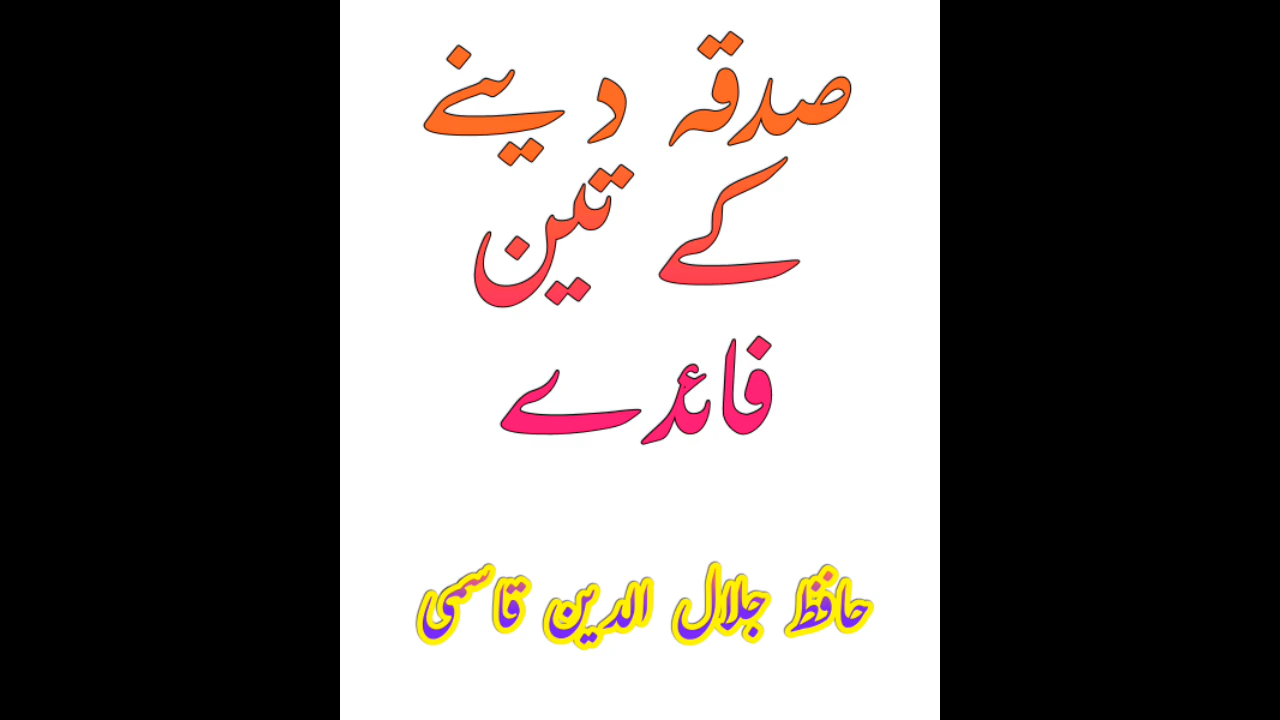 صدقہ دینے
کے تین
فائدے
حافظ جلال الدین قاسمی